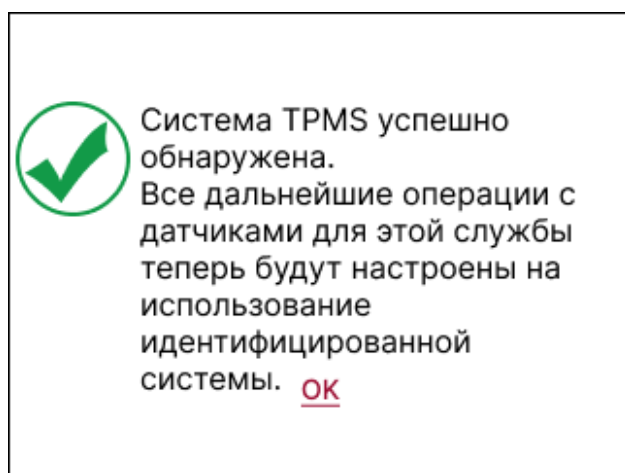 Система TPMS успешно
обнаружена.
Все дальнейшие операции с
датчиками для этой службы
теперь будут настроены на
использование
идентифицированной
системы. OK